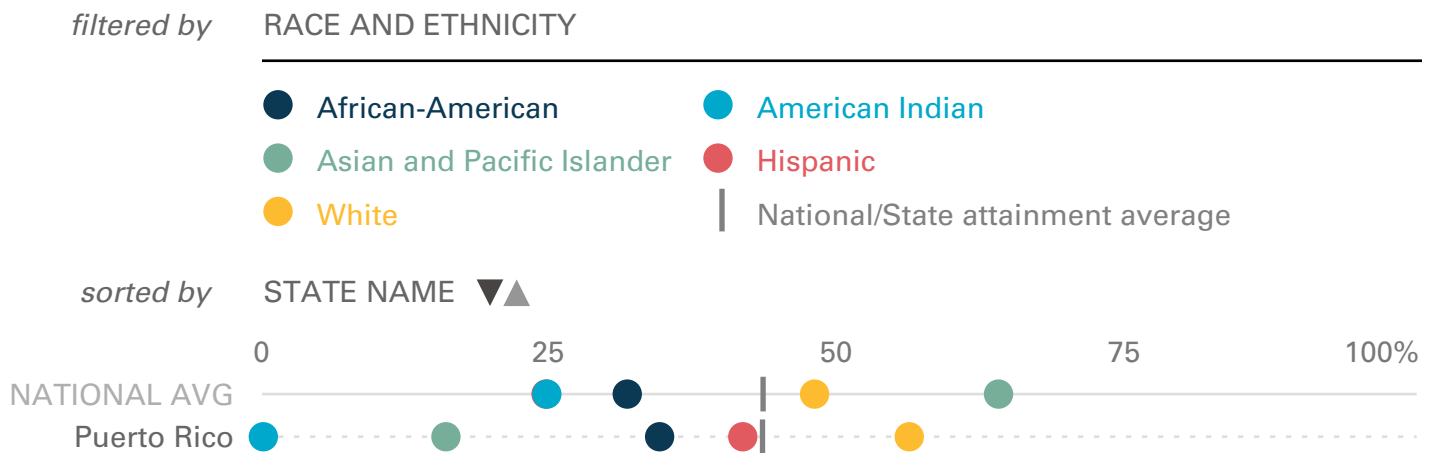 filtered by RACE AND ETHNICITY
African-American American Indian
Asian and Pacific Islander Hispanic
White National/State attainment average
sorted by STATE NAME ▼▲
0 25 50 75 100%
NATIONAL AVG
Puerto Rico